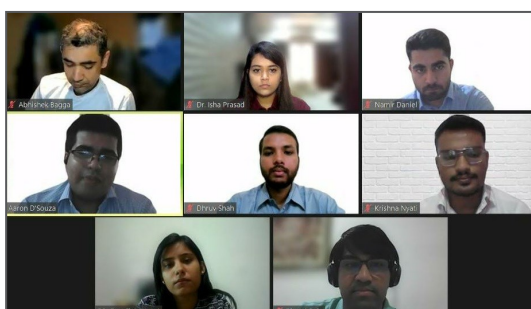 Abhishek Bagga
Dr. Isha Prasad
Namir Daniel
Aaron D'Souza
Dhruv Shah
Krishna Nyati